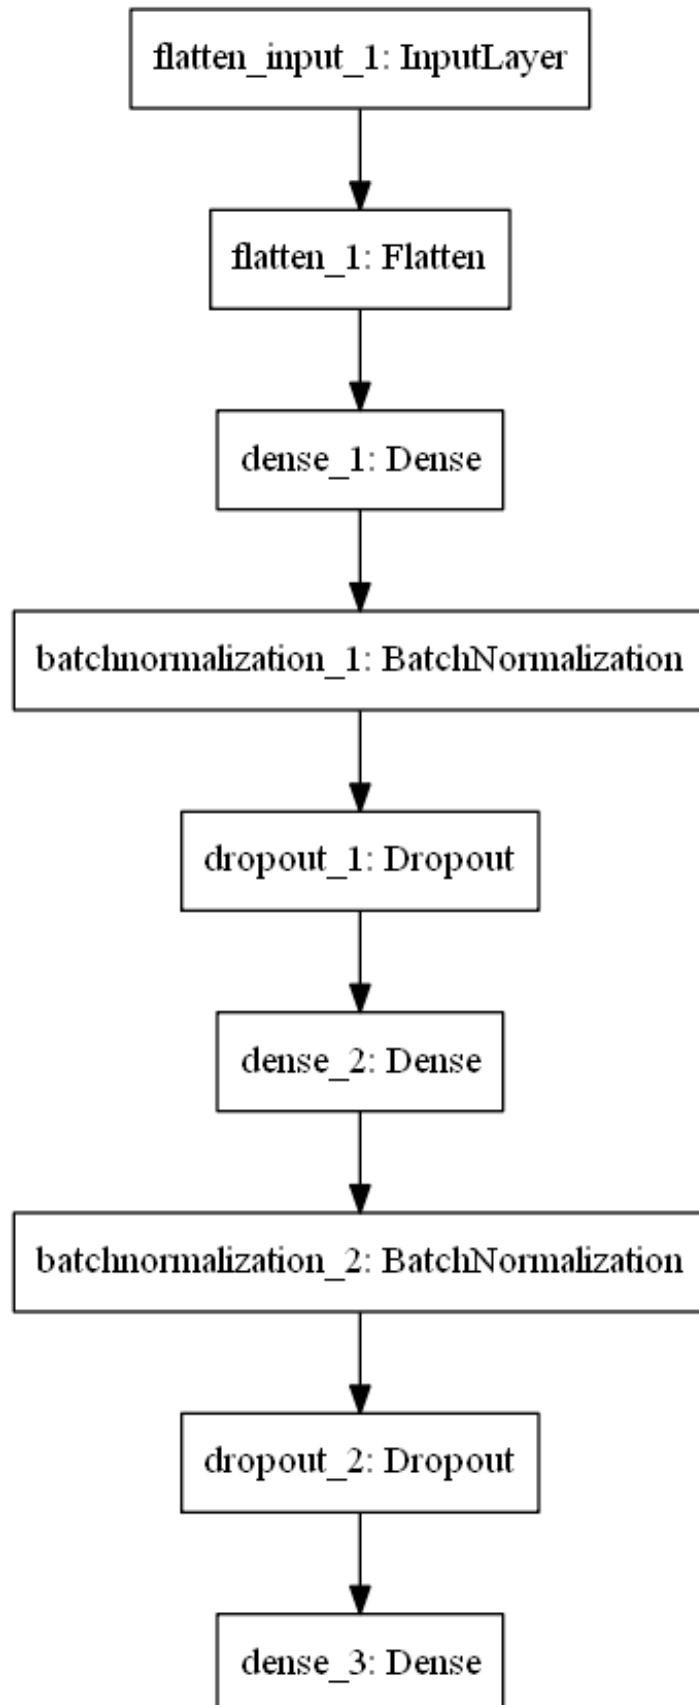 flatten_input_1: InputLayer
flatten_1: Flatten
dense_1: Dense
batchnormalization_1: BatchNormalization
dropout_1: Dropout
dense_2: Dense
batchnormalization_2: BatchNormalization
dropout_2: Dropout
dense_3: Dense